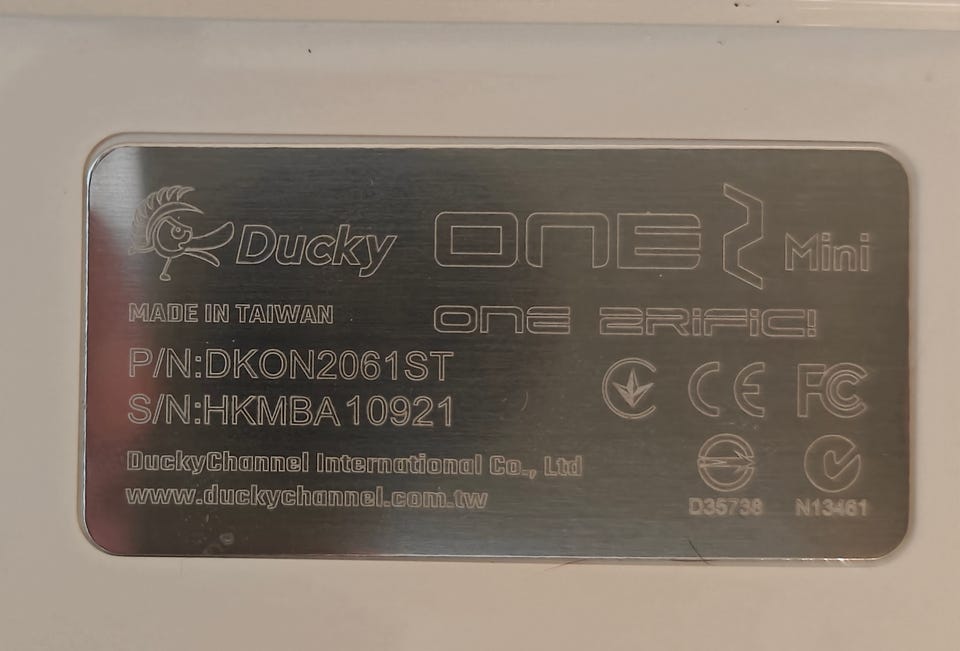 Ducky ONE 2 Mini
MADE IN TAIWAN
ONE 2RIFIC!
P/N:DKON2061ST
S/N:HKMBA10921
CE FC
DuckyChannel International Co., Ltd
www.duckychannel.com.tw
D35738 N13461